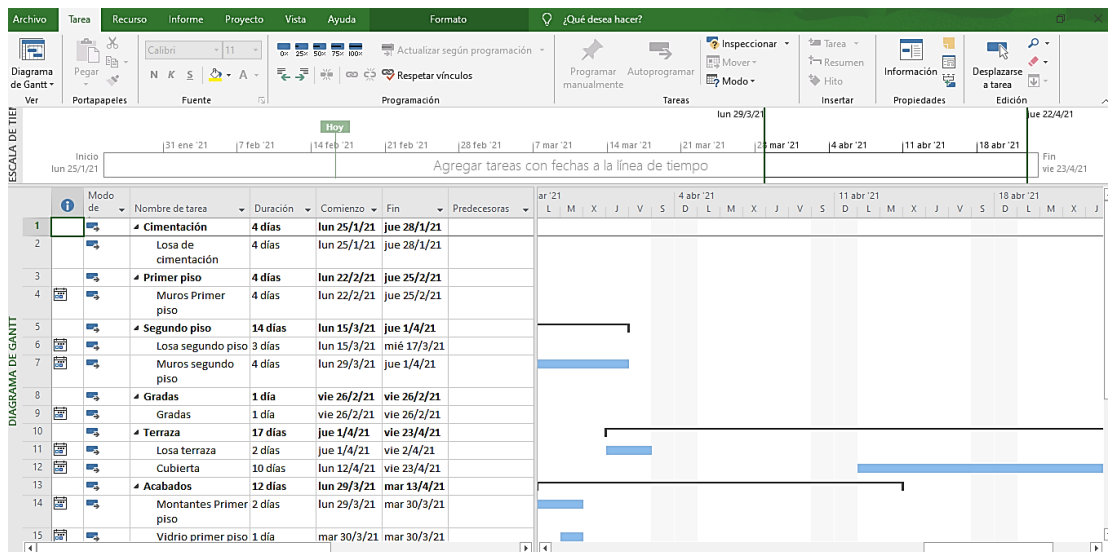 Archivo Tarea Recurso Informe Proyecto Vista Ayuda Formato ¿Qué desea hacer?
Diagrama de Gantt
Ver
Pegar
Portapapeles
Calibri 11
N K S A
Fuente
0× 25× 50× 75× 100×
Actualizar según programación
Respetar vínculos
Programación
Programar manualmente
Autoprogramar
Inspeccionar
Mover
Modo
Tareas
Tarea
Resumen
Hito
Insertar
Información
Propiedades
Desplazarse a tarea
Edición
ESCALA DE TIEM
lun 29/3/21 jue 22/4/21
Hoy
31 ene '21 7 feb '21 14 feb '21 21 feb '21 28 feb '21 7 mar '21 14 mar '21 21 mar '21 28 mar '21 4 abr '21 11 abr '21 18 abr '21
Inicio
lun 25/1/21
Agregar tareas con fechas a la línea de tiempo
Fin
vie 23/4/21
DIAGRAMA DE GANTT
Modo de Nombre de tarea Duración Comienzo Fin Predecesoras
ar '21 4 abr '21 11 abr '21 18 abr '21
L M X J V S D L M X J V S D L M X J V S D L M X J
1 Cimentación 4 días lun 25/1/21 jue 28/1/21
2 Losa de cimentación 4 días lun 25/1/21 jue 28/1/21
3 Primer piso 4 días lun 22/2/21 jue 25/2/21
4 Muros Primer piso 4 días lun 22/2/21 jue 25/2/21
5 Segundo piso 14 días lun 15/3/21 jue 1/4/21
6 Losa segundo piso 3 días lun 15/3/21 mié 17/3/21
7 Muros segundo piso 4 días lun 29/3/21 jue 1/4/21
8 Gradas 1 día vie 26/2/21 vie 26/2/21
9 Gradas 1 día vie 26/2/21 vie 26/2/21
10 Terraza 17 días jue 1/4/21 vie 23/4/21
11 Losa terraza 2 días jue 1/4/21 vie 2/4/21
12 Cubierta 10 días lun 12/4/21 vie 23/4/21
13 Acabados 12 días lun 29/3/21 mar 13/4/21
14 Montantes Primer piso 2 días lun 29/3/21 mar 30/3/21
15 Vidrio primer piso 1 día mar 30/3/21 mar 30/3/21